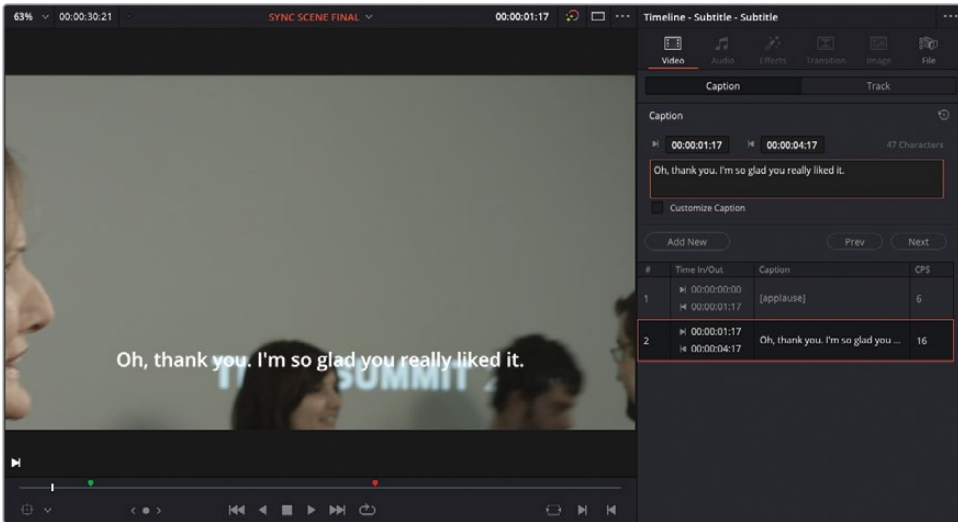 63% 00:00:30:21 SYNC SCENE FINAL 00:00:01:17 ••• Timeline - Subtitle - Subtitle •••
Video Audio Effects Transition Image File
Caption Track
Caption
00:00:01:17 00:00:04:17 47 Characters
Oh, thank you. I'm so glad you really liked it.
Customize Caption
Add New Prev Next
# Time In/Out Caption CPS
1 00:00:00:00 [applause] 6
00:00:01:17
2 00:00:01:17 Oh, thank you. I'm so glad you ... 16
00:00:04:17
Oh, thank you. I'm so glad you really liked it.
SUMMIT